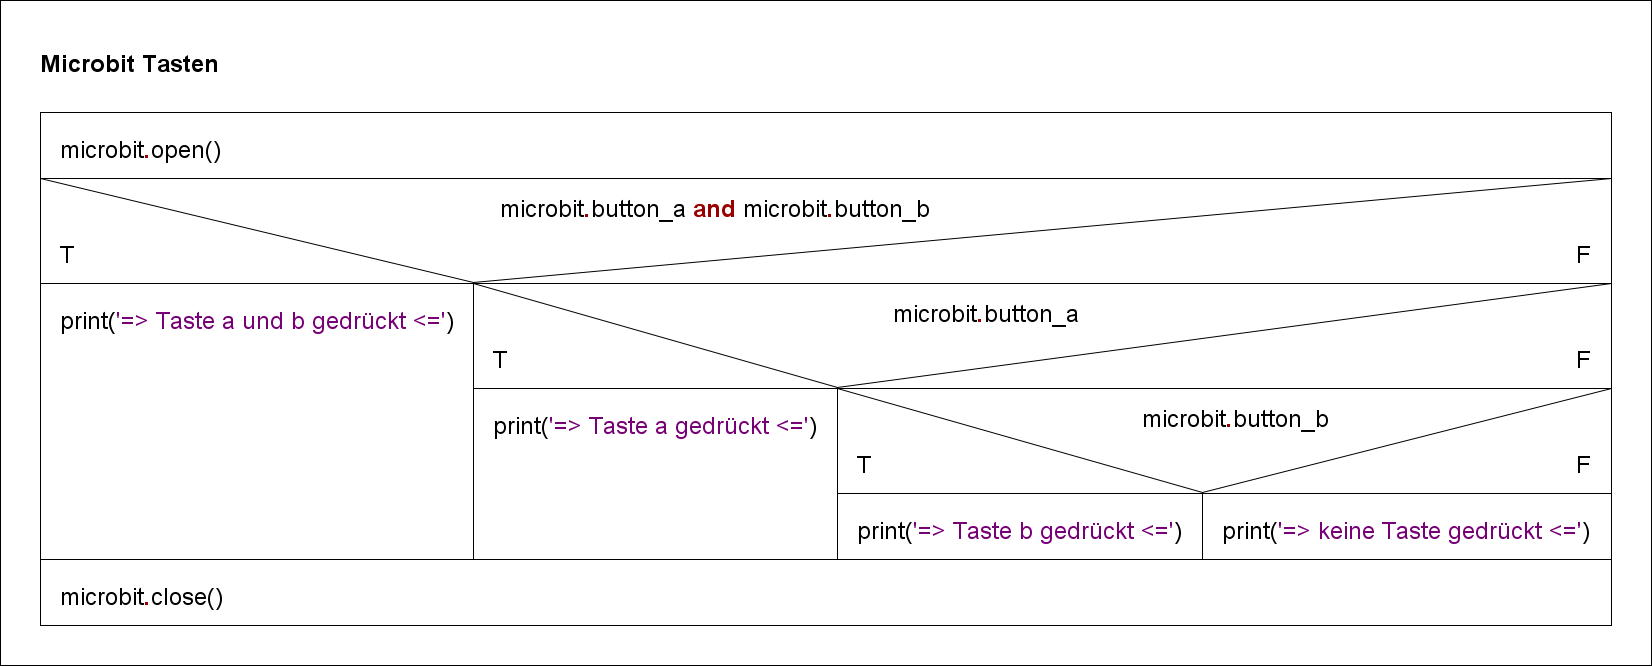 Microbit Tasten
microbit.open()
microbit.button_a and microbit.button_b
T
F
print('=> Taste a und b gedrückt <=')
microbit.button_a
T
F
print('=> Taste a gedrückt <=')
microbit.button_b
T
F
print('=> Taste b gedrückt <=')
print('=> keine Taste gedrückt <=')
microbit.close()